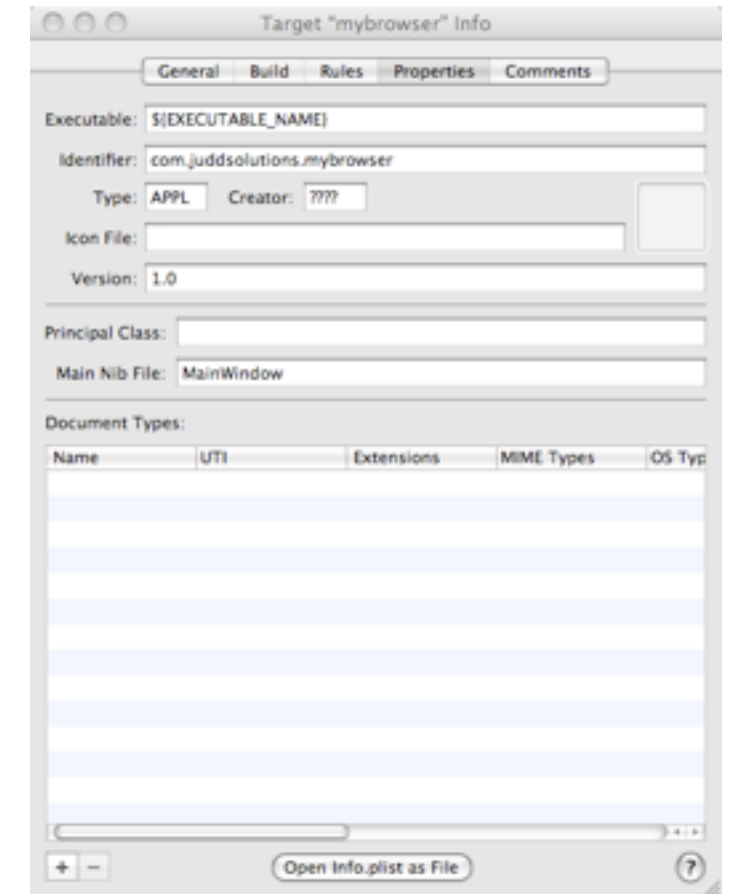 Target "mybrowser" Info
General Build Rules Properties Comments
Executable: ${EXECUTABLE_NAME}
Identifier: com.juddsolutions.mybrowser
Type: APPL Creator: ????
Icon File:
Version: 1.0
Principal Class:
Main Nib File: MainWindow
Document Types:
Name UTI Extensions MIME Types OS Typ
+ − Open Info.plist as File ?